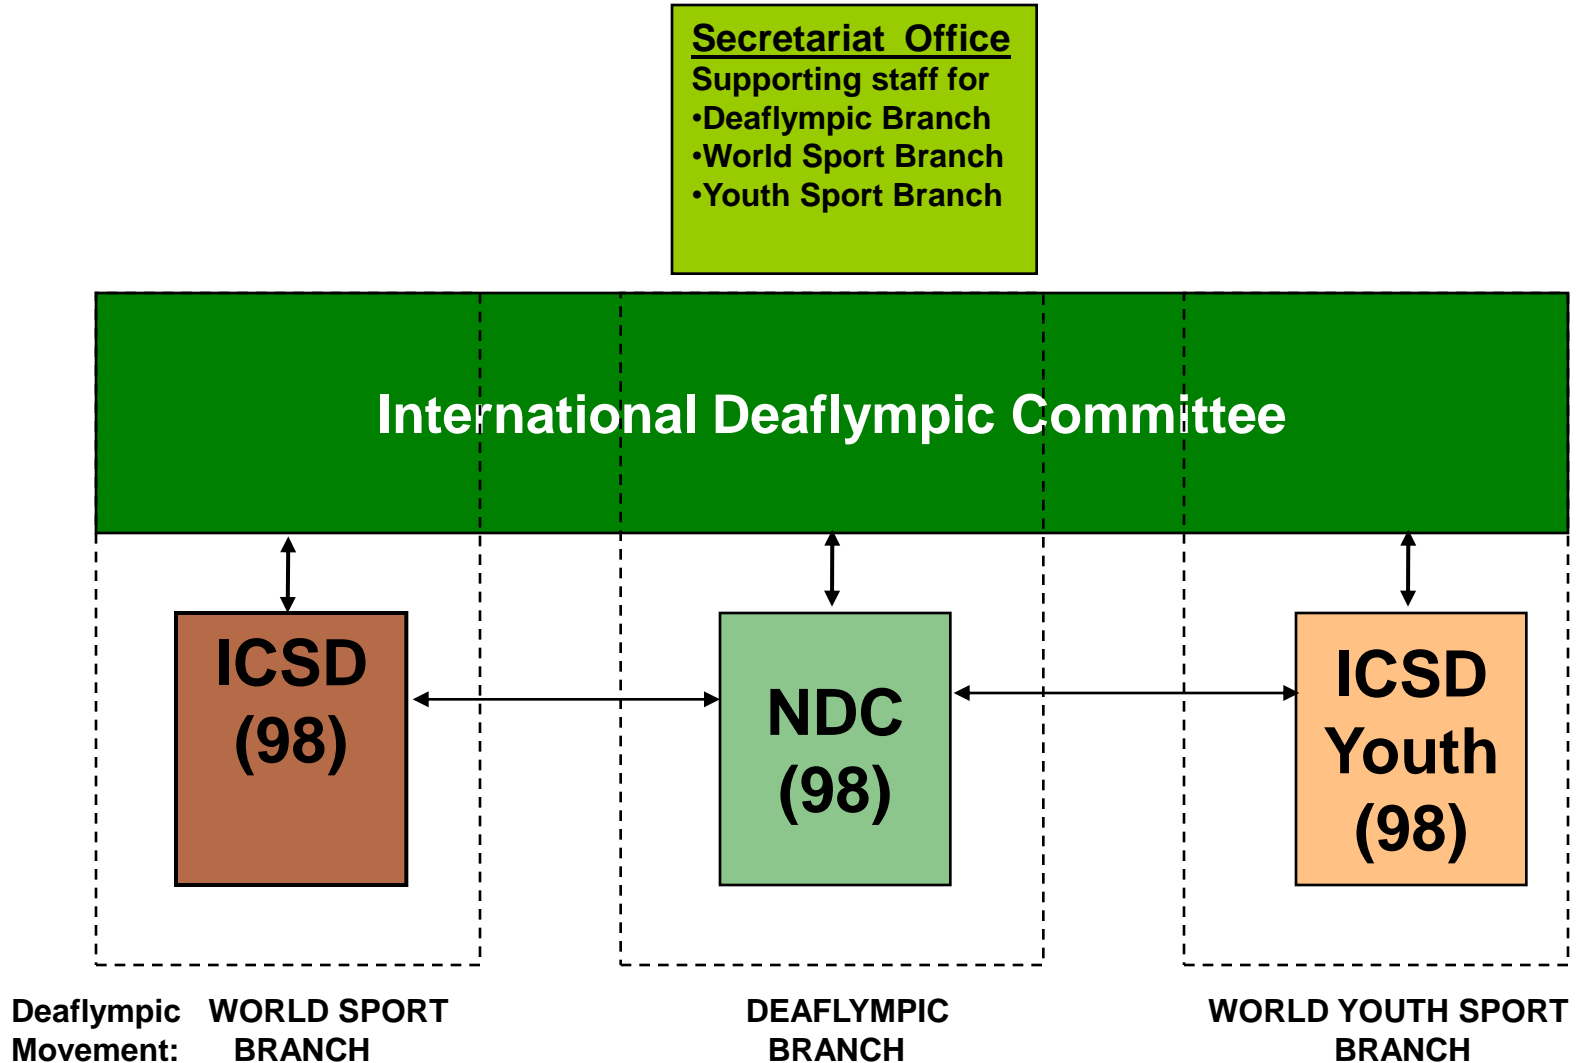 Secretariat Office
Supporting staff for
•Deaflympic Branch
•World Sport Branch
•Youth Sport Branch
International Deaflympic Committee
ICSD
(98)
NDC
(98)
ICSD
Youth
(98)
Deaflympic
Movement:
WORLD SPORT
BRANCH
DEAFLYMPIC
BRANCH
WORLD YOUTH SPORT
BRANCH